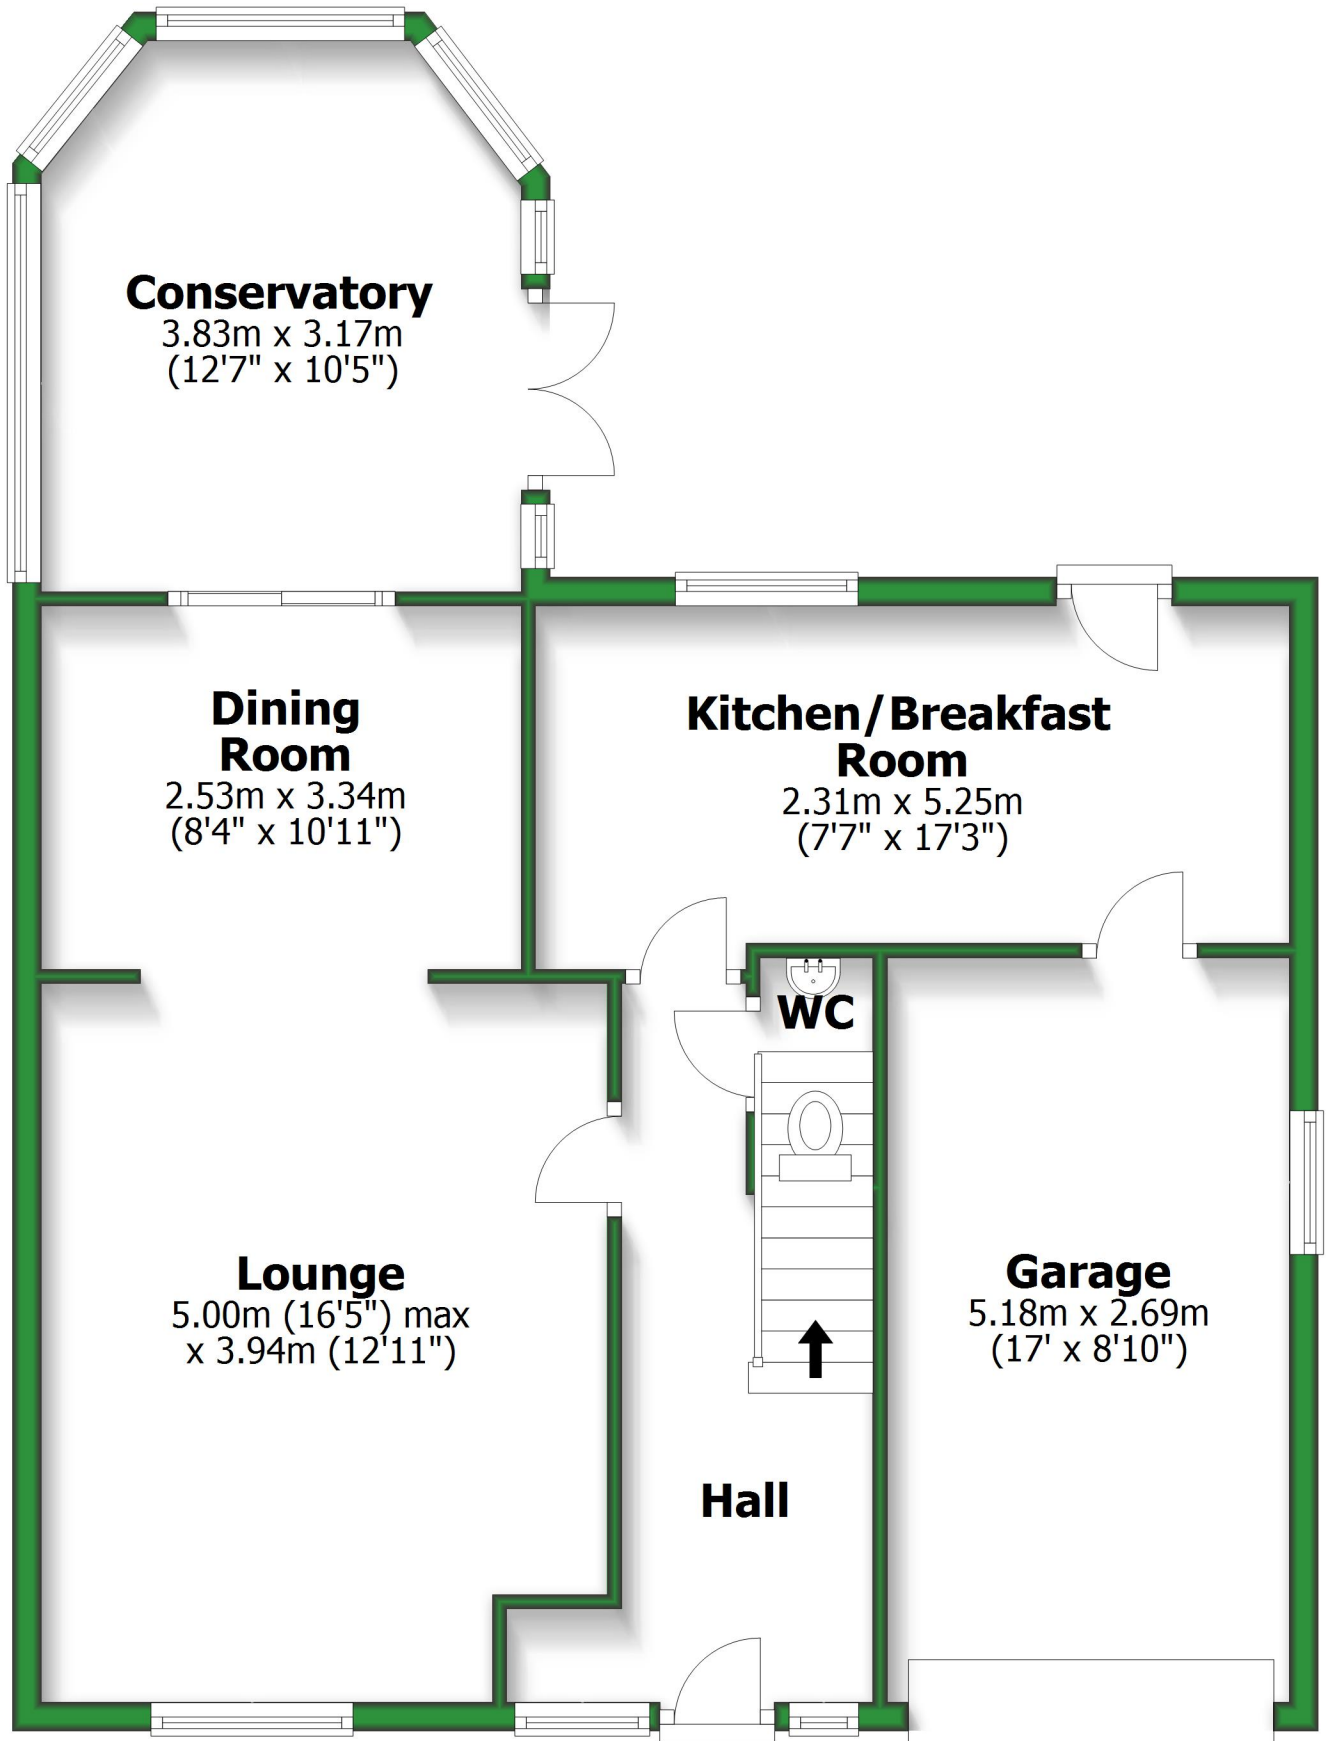 Conservatory
3.83m x 3.17m
(12'7" x 10'5")
Dining
Room
2.53m x 3.34m
(8'4" x 10'11")
Kitchen/Breakfast
Room
2.31m x 5.25m
(7'7" x 17'3")
WC
Lounge
5.00m (16'5") max
x 3.94m (12'11")
Garage
5.18m x 2.69m
(17' x 8'10")
Hall